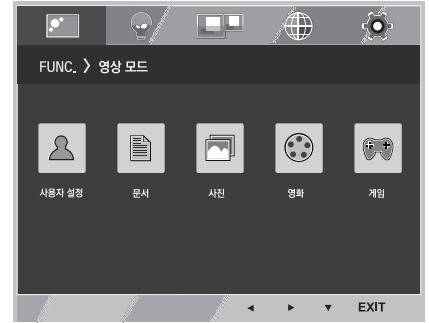 FUNC. 〉 영상 모드
사용자 설정 문서 사진 영화 게임
◄ ► ▼ EXIT